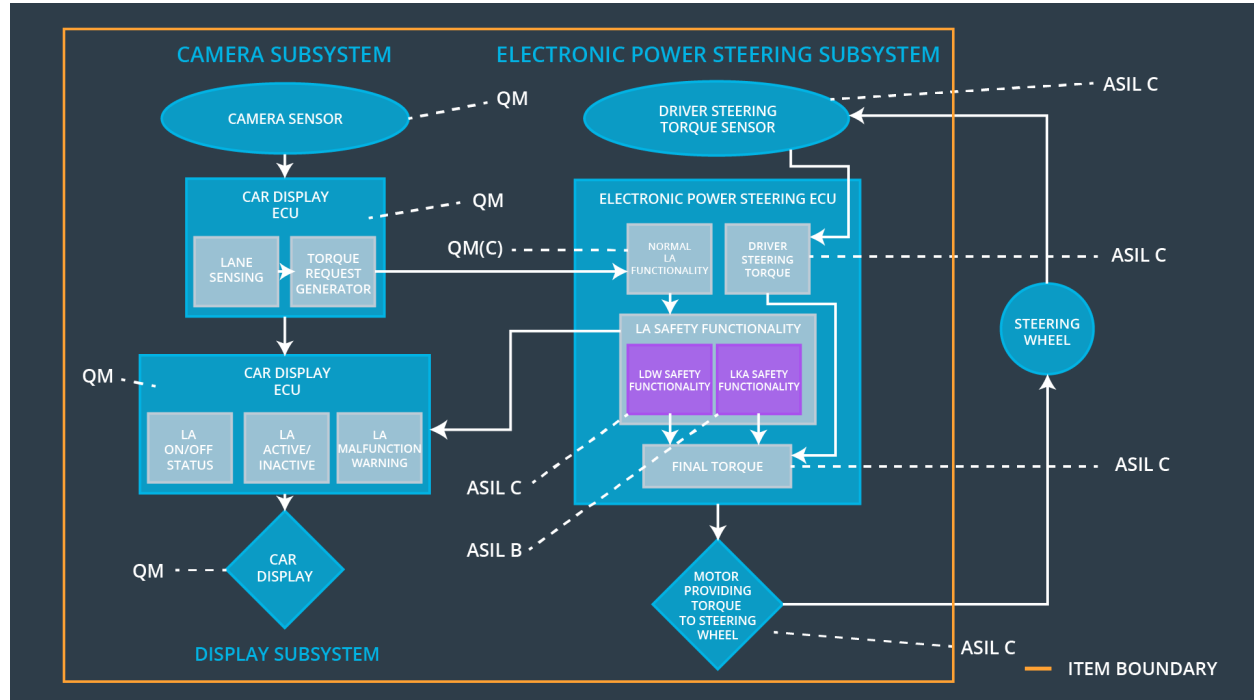 CAMERA SUBSYSTEM
ELECTRONIC POWER STEERING SUBSYSTEM
CAMERA SENSOR
QM
DRIVER STEERING
TORQUE SENSOR
ASIL C
CAR DISPLAY
ECU
QM
LANE
SENSING
TORQUE
REQUEST
GENERATOR
QM(C)
ELECTRONIC POWER STEERING ECU
NORMAL
LA
FUNCTIONALITY
DRIVER
STEERING
TORQUE
ASIL C
LA SAFETY FUNCTIONALITY
LDW SAFETY
FUNCTIONALITY
LKA SAFETY
FUNCTIONALITY
STEERING
WHEEL
QM
CAR DISPLAY
ECU
LA
ON/OFF
STATUS
LA
ACTIVE/
INACTIVE
LA
MALFUNCTION
WARNING
FINAL TORQUE
ASIL C
ASIL C
ASIL B
QM
CAR
DISPLAY
MOTOR
PROVIDING
TORQUE
TO STEERING
WHEEL
ASIL C
DISPLAY SUBSYSTEM
ITEM BOUNDARY